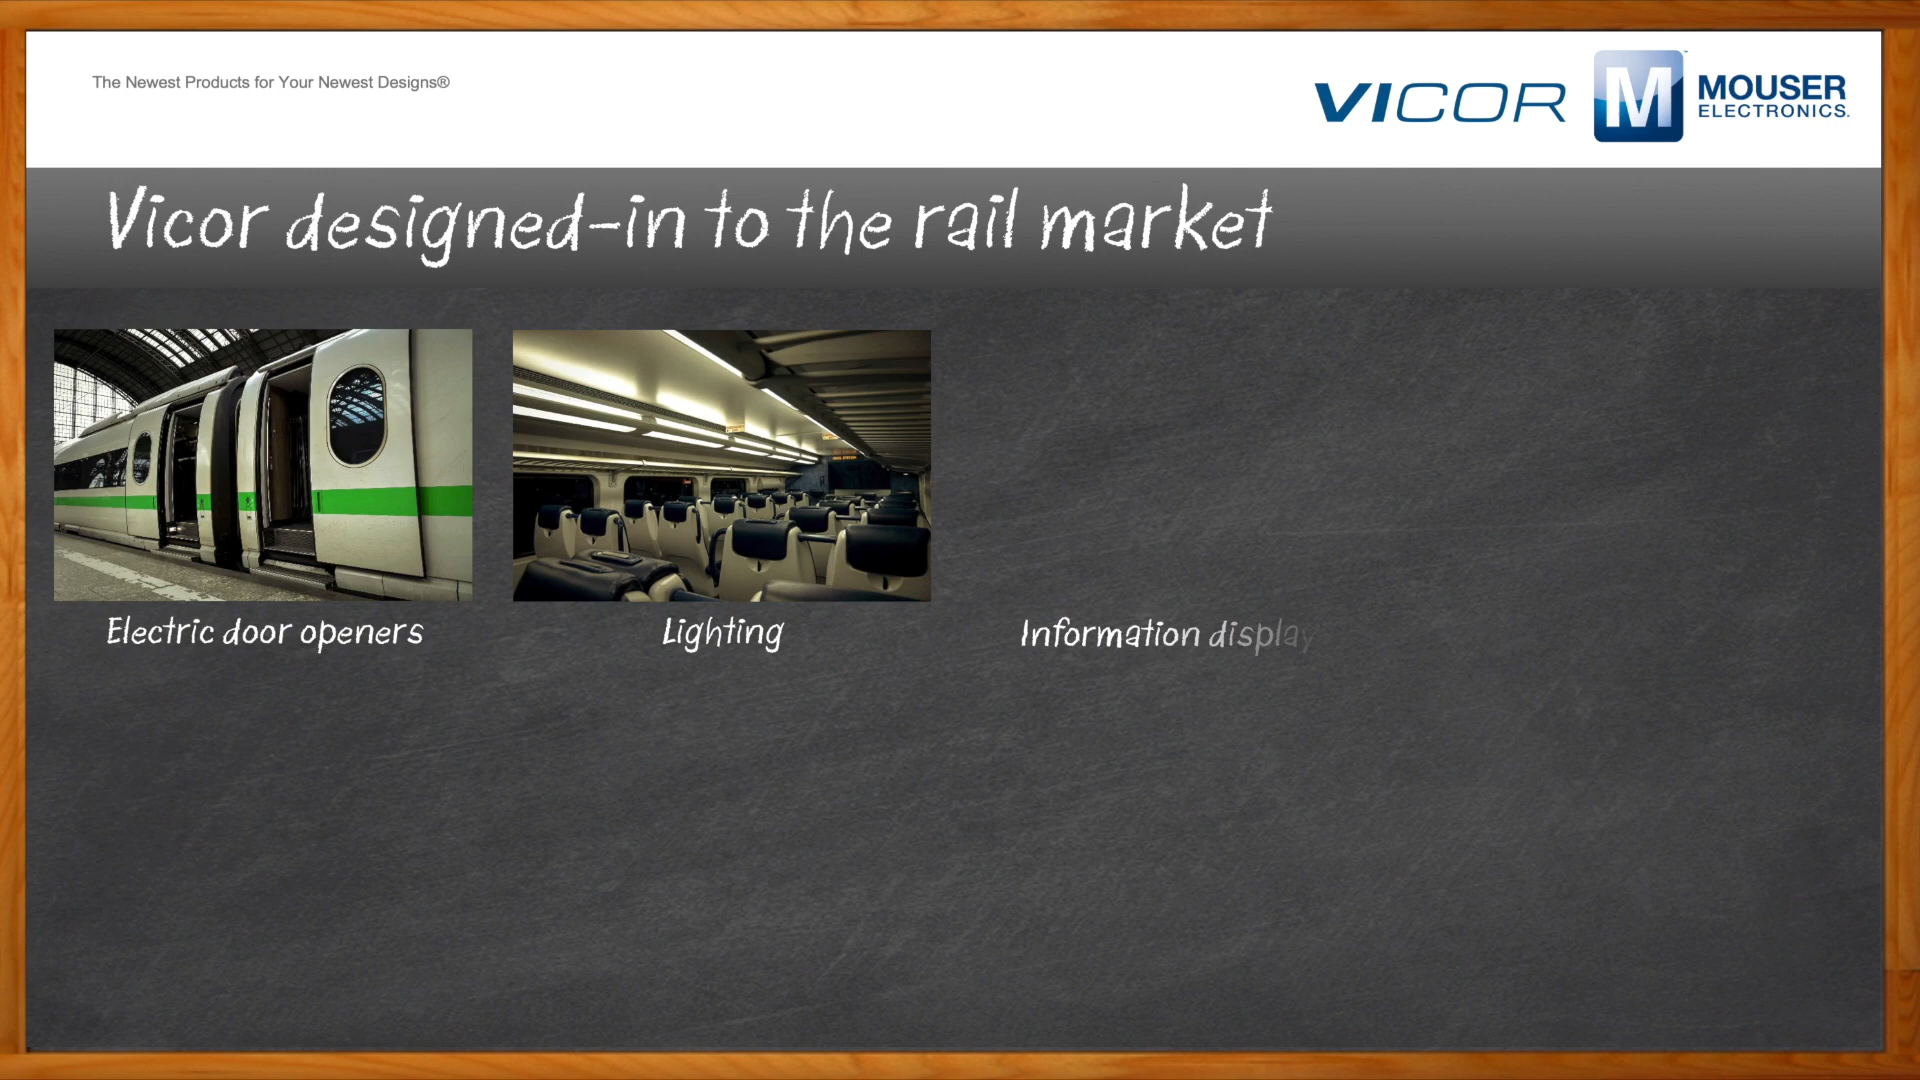 The Newest Products for Your Newest Designs®
VICOR
M
MOUSER
ELECTRONICS.
Vicor designed-in to the rail market
Electric door openers
Lighting
Information display